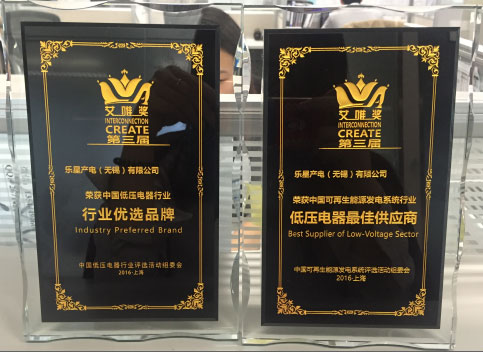 艾唯奖
INTERCONNECTION
CREATE
第三届
乐星产电（无锡）有限公司
荣获中国低压电器行业
行业优选品牌
Industry Preferred Brand
中国低压电器行业评选活动组委会
2016·上海
艾唯奖
INTERCONNECTION
CREATE
第三届
乐星产电（无锡）有限公司
荣获中国可再生能源发电系统行业
低压电器最佳供应商
Best Supplier of Low-Voltage Sector
中国可再生能源发电系统评选活动组委会
2016·上海